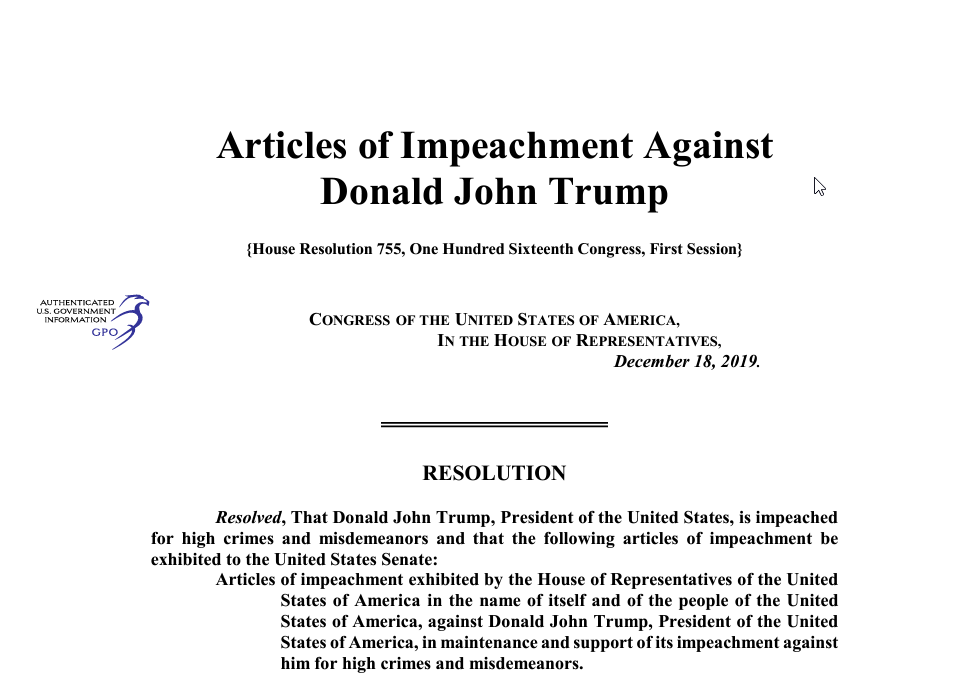 Articles of Impeachment Against
Donald John Trump
{House Resolution 755, One Hundred Sixteenth Congress, First Session}
AUTHENTICATED
U.S. GOVERNMENT
INFORMATION
GPO
CONGRESS OF THE UNITED STATES OF AMERICA,
IN THE HOUSE OF REPRESENTATIVES,
December 18, 2019.
RESOLUTION
Resolved, That Donald John Trump, President of the United States, is impeached
for high crimes and misdemeanors and that the following articles of impeachment be
exhibited to the United States Senate:
Articles of impeachment exhibited by the House of Representatives of the United
States of America in the name of itself and of the people of the United
States of America, against Donald John Trump, President of the United
States of America, in maintenance and support of its impeachment against
him for high crimes and misdemeanors.